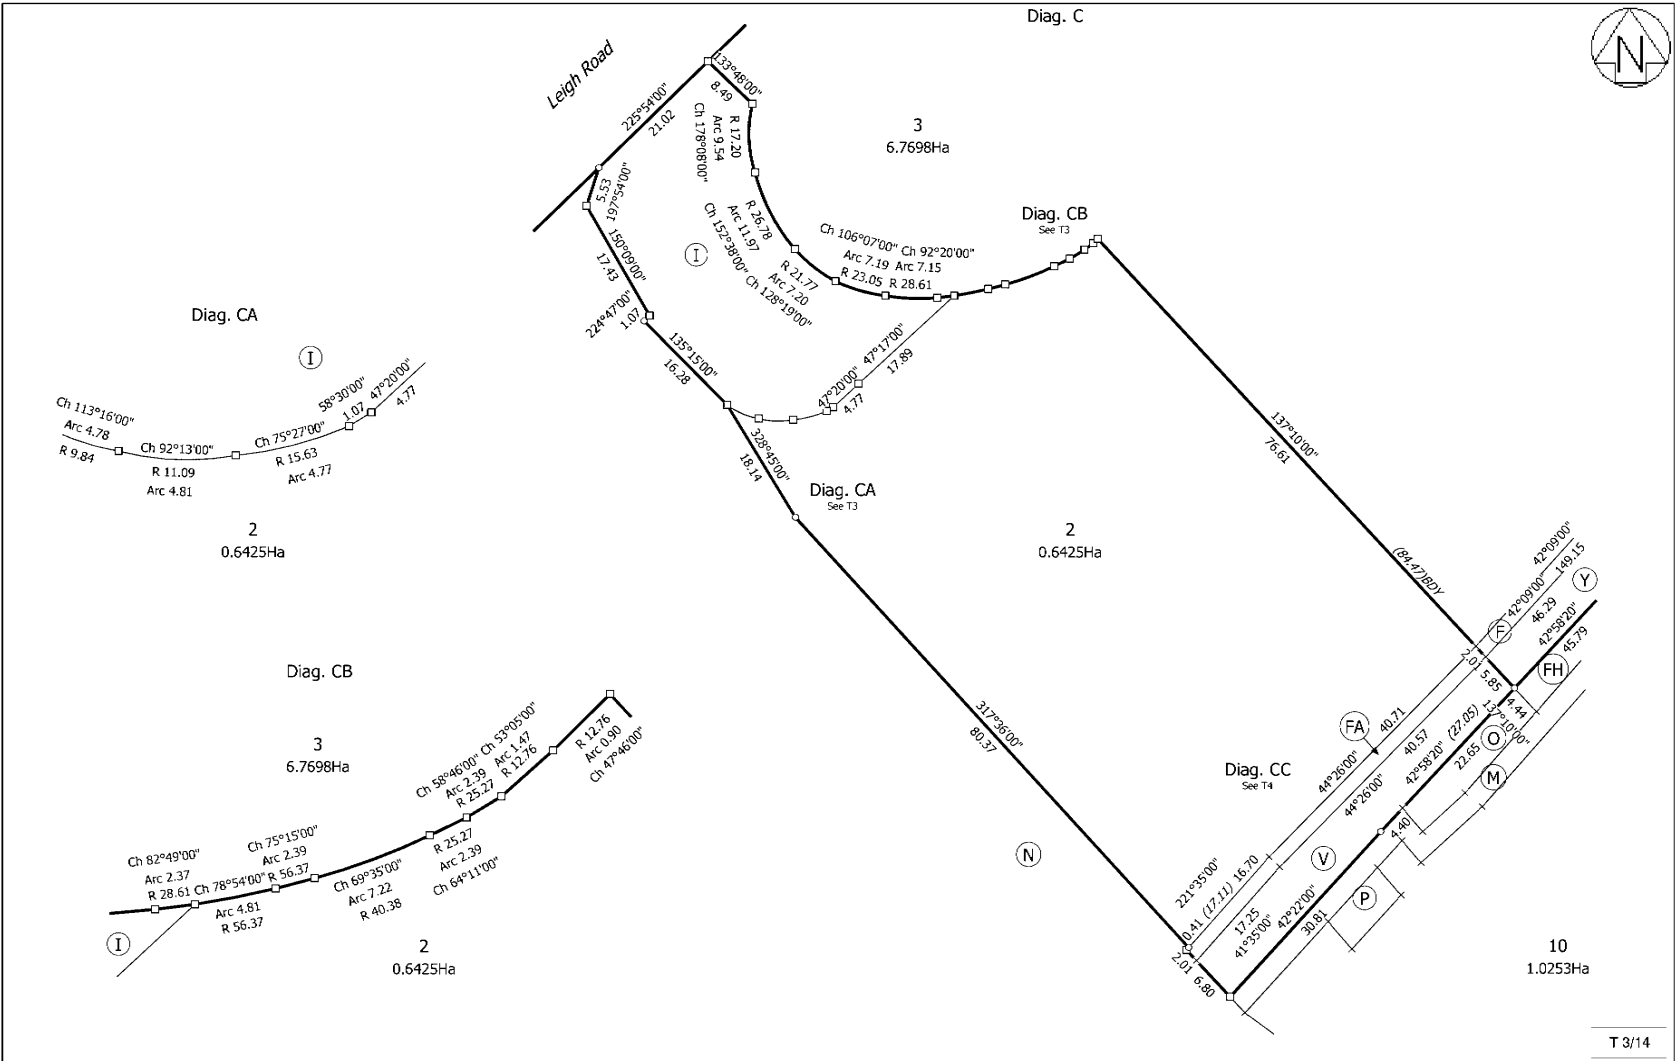 Diag. C
N
Leigh Road
133°48'00"
8.49
225°54'00"
21.02
R 17.20
Arc 9.54
Ch 178°08'00"
3
6.7698Ha
5.53
197°54'00"
150°09'00"
17.43
I
R 26.78
Arc 11.97
Ch 152°38'00"
R 21.77
Arc 7.20
Ch 128°19'00"
Ch 106°07'00" Ch 92°20'00"
Arc 7.19 Arc 7.15
R 23.05 R 28.61
Diag. CB
See T3
224°47'00"
1.07
135°15'00"
16.28
47°17'00"
17.89
47°20'00"
4.77
328°45'00"
18.14
Diag. CA
See T3
137°10'00"
76.61
(84.47)BDY
2
0.6425Ha
Diag. CA
I
Ch 113°16'00"
Arc 4.78
R 9.84
Ch 92°13'00"
R 11.09
Arc 4.81
Ch 75°27'00"
R 15.63
Arc 4.77
58°30'00"
1.07
47°20'00"
4.77
2
0.6425Ha
42°09'00"
149.15
42°09'00"
46.29
Y
F
42°58'20"
45.79
FH
2.01
5.85
4.44
137°10'00"
O
M
22.65
FA
40.71
44°26'00"
40.57
44°26'00"
42°58'20" (27.05)
317°36'00"
80.37
Diag. CC
See T4
N
4.40
V
P
221°35'00"
0.41 (17.11) 16.70
17.25
41°35'00"
42°22'00"
30.81
2.01
6.80
10
1.0253Ha
Diag. CB
3
6.7698Ha
R 12.76
Arc 0.90
Ch 47°46'00"
Ch 58°46'00" Ch 53°05'00"
Arc 2.39 Arc 1.47
R 25.27 R 12.76
R 25.27
Arc 2.39
Ch 64°11'00"
Ch 75°15'00"
Arc 2.39
R 56.37
Ch 69°35'00"
Arc 7.22
R 40.38
Ch 82°49'00"
Arc 2.37
R 28.61
Ch 78°54'00"
Arc 4.81
R 56.37
I
2
0.6425Ha
T 3/14